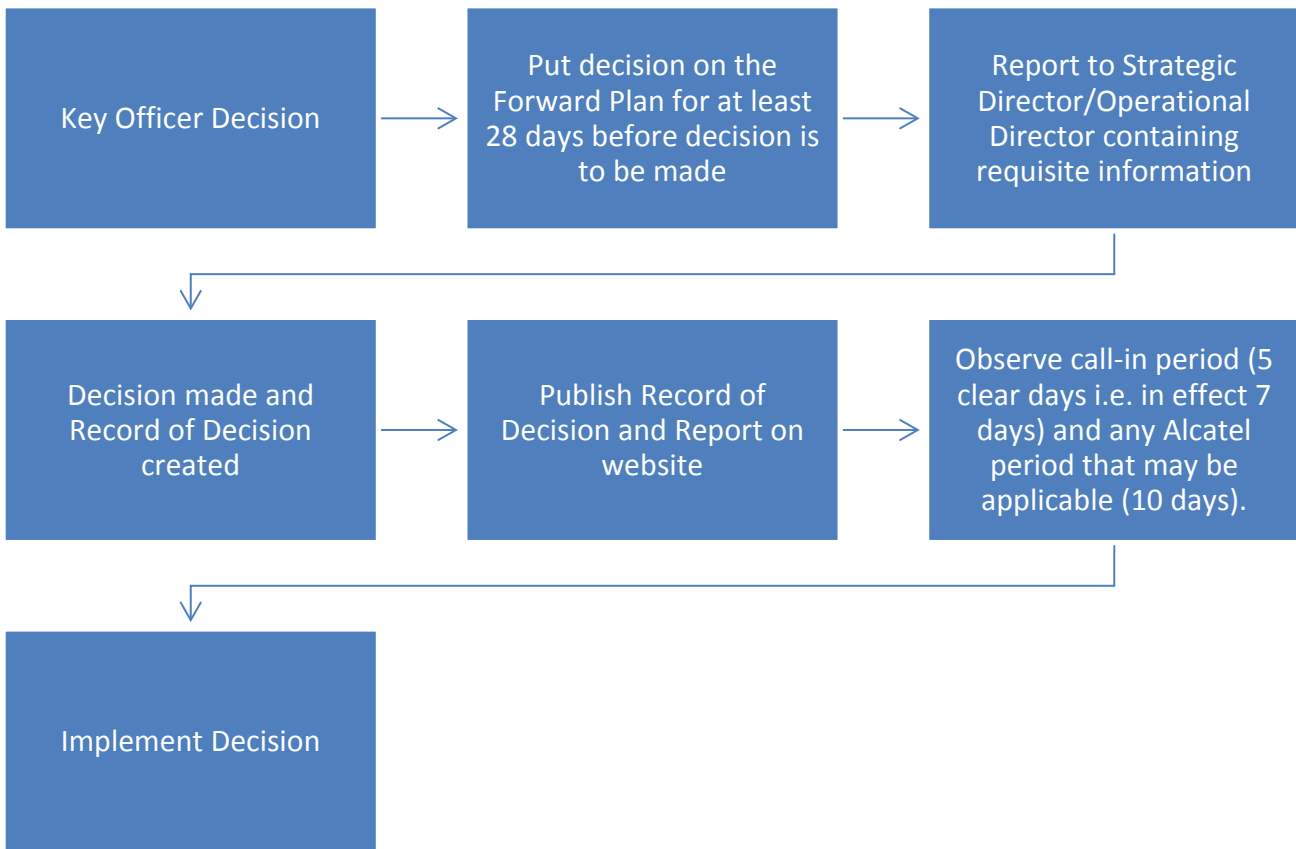 Key Officer Decision
Put decision on the
Forward Plan for at least
28 days before decision is
to be made
Report to Strategic
Director/Operational
Director containing
requisite information
Decision made and
Record of Decision
created
Publish Record of
Decision and Report on
website
Observe call-in period (5
clear days i.e. in effect 7
days) and any Alcatel
period that may be
applicable (10 days).
Implement Decision